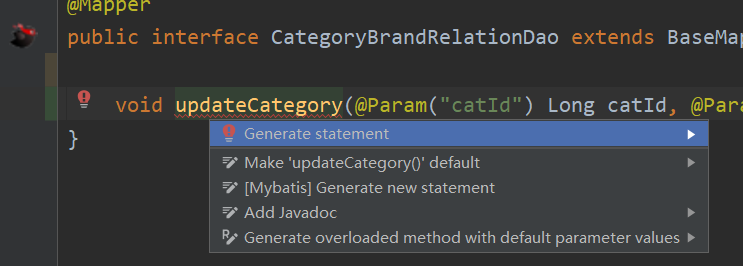 @Mapper
public interface CategoryBrandRelationDao extends BaseMap
void updateCategory(@Param("catId") Long catId, @Para
}
Generate statement
Make 'updateCategory()' default
[Mybatis] Generate new statement
Add Javadoc
Generate overloaded method with default parameter values